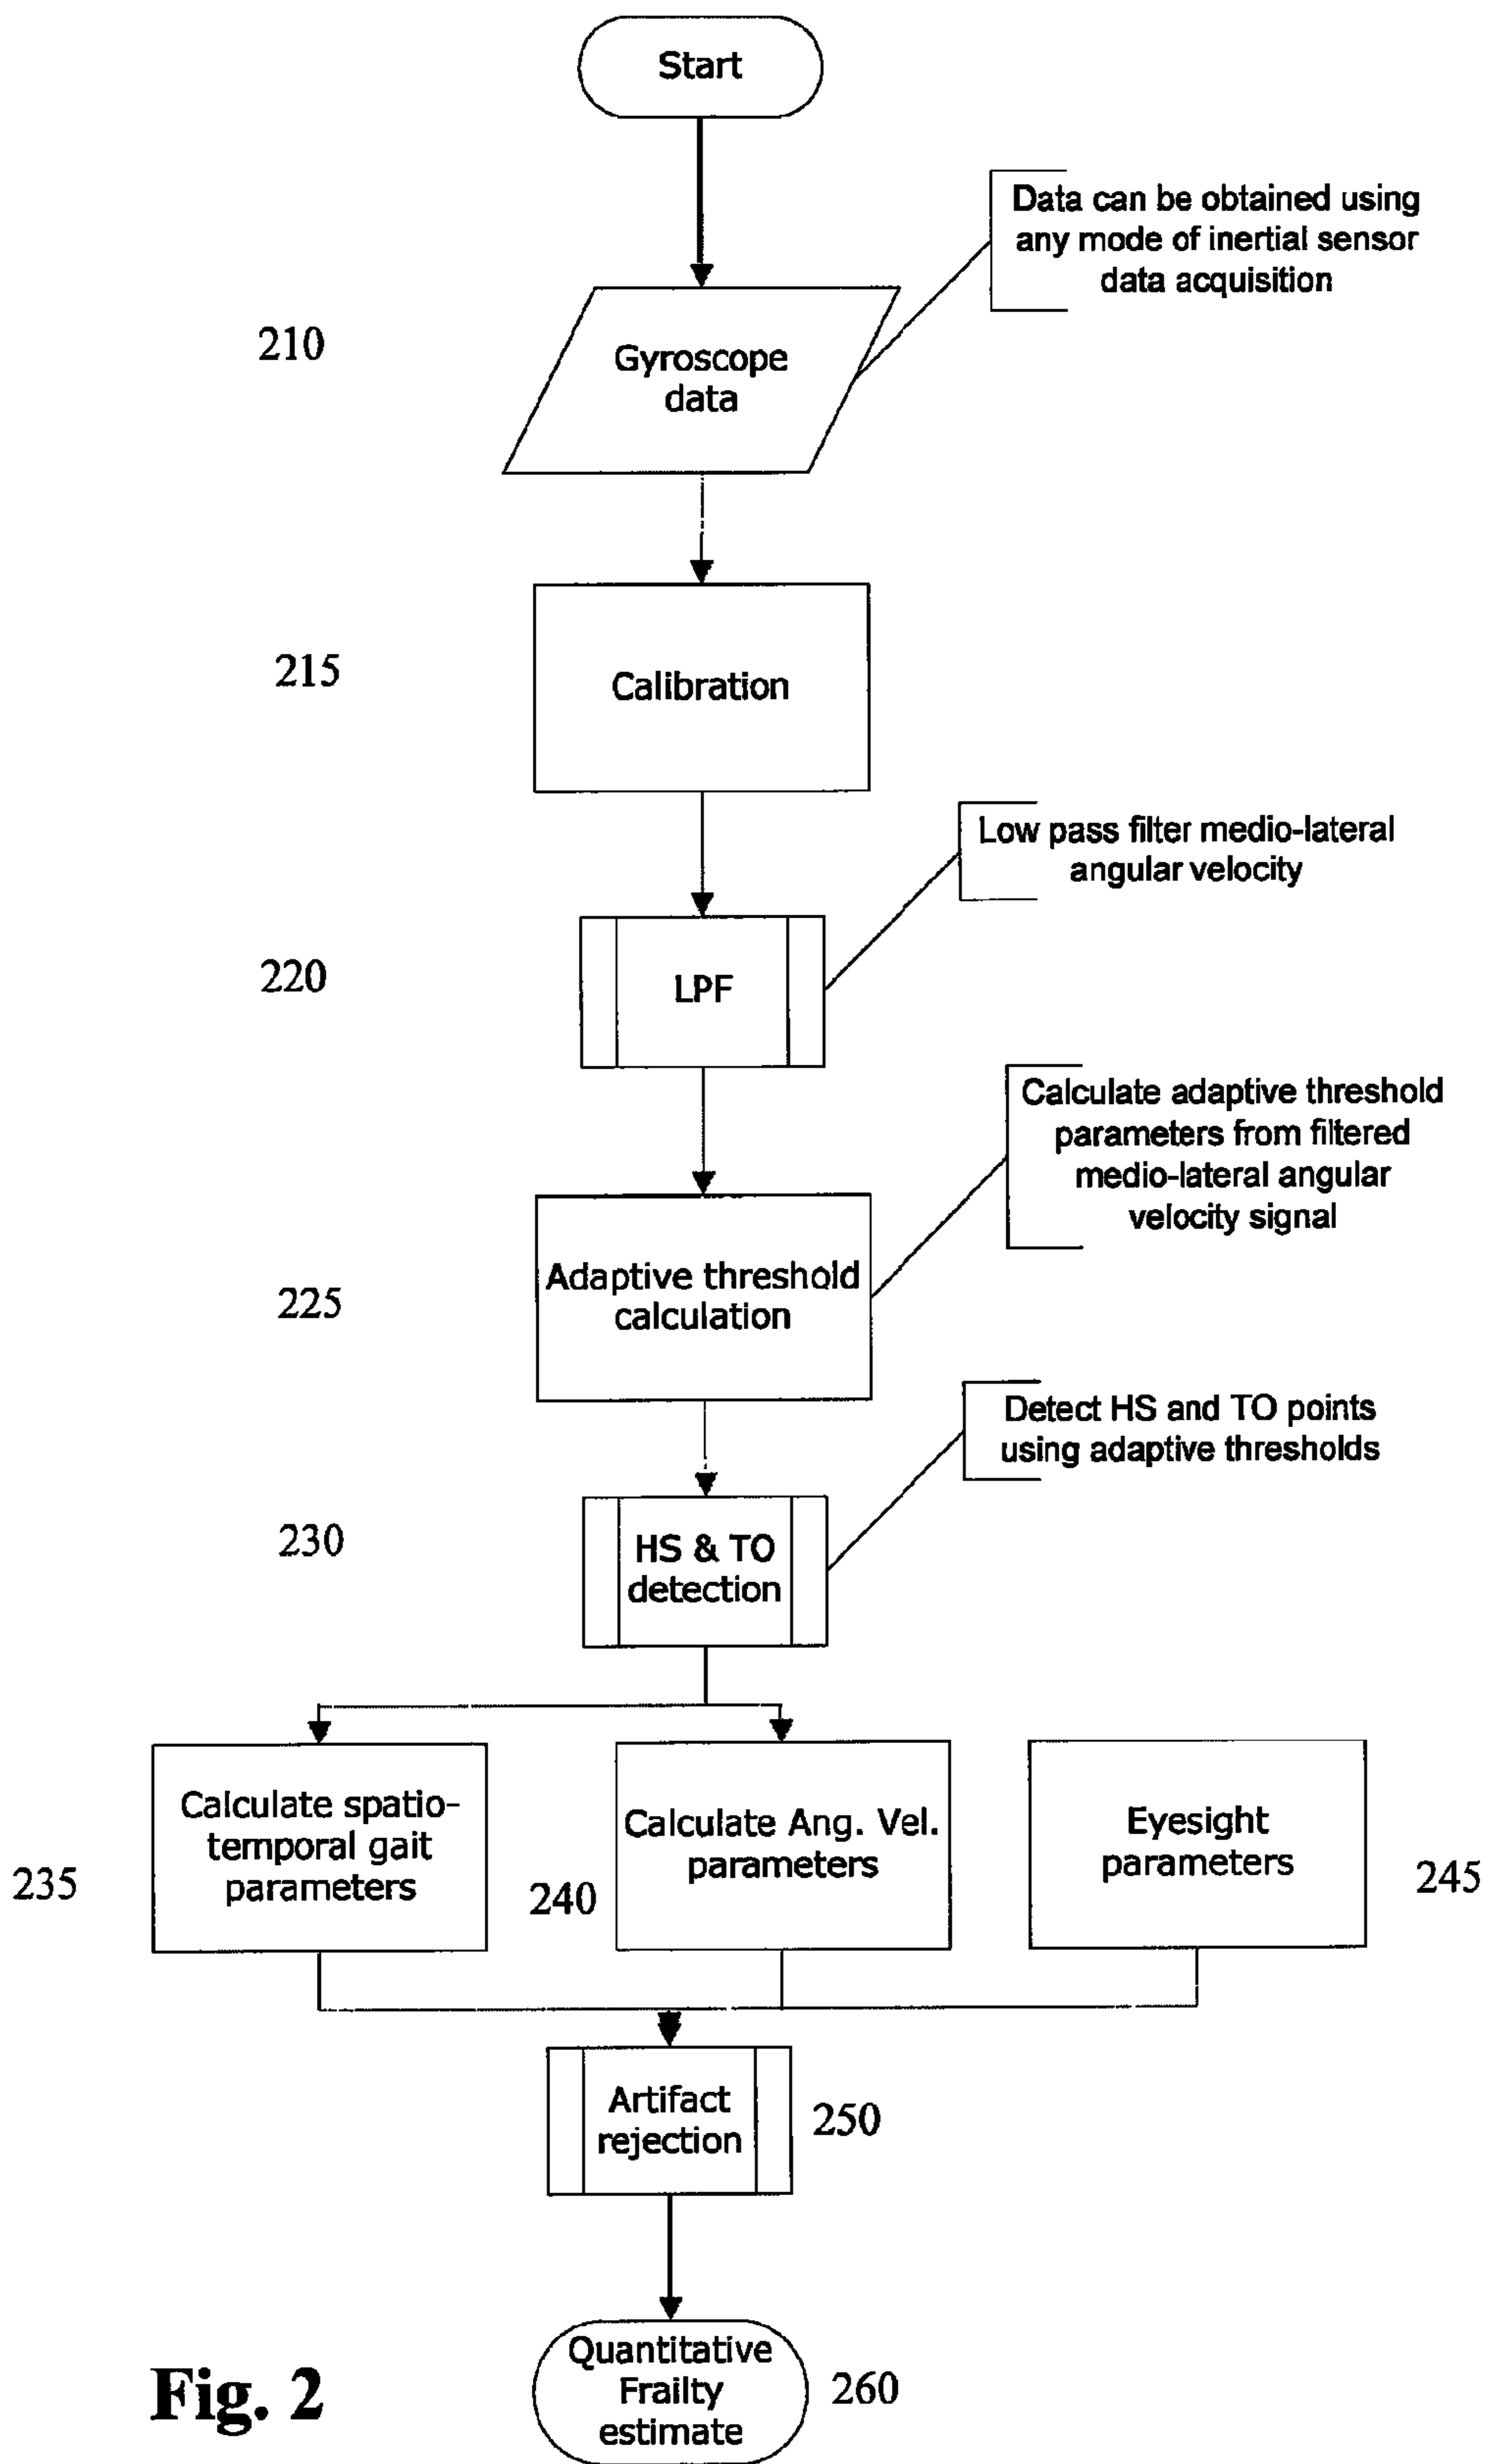 Start
Data can be obtained using
any mode of inertial sensor
data acquisition
210
Gyroscope
data
215
Calibration
Low pass filter medio-lateral
angular velocity
220
LPF
Calculate adaptive threshold
parameters from filtered
medio-lateral angular
velocity signal
225
Adaptive threshold
calculation
Detect HS and TO points
using adaptive thresholds
230
HS & TO
detection
235
Calculate spatio-
temporal gait
parameters
240
Calculate Ang. Vel.
parameters
Eyesight
parameters
245
Artifact
rejection
250
Quantitative
Frailty
estimate
260
Fig. 2